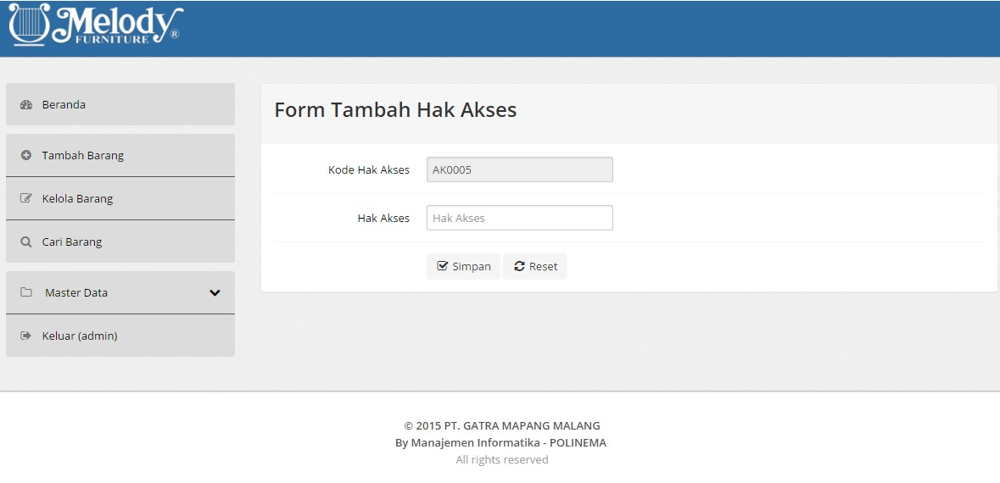 Melody
FURNITURE ®
Beranda
Tambah Barang
Kelola Barang
Cari Barang
Master Data
Keluar (admin)
Form Tambah Hak Akses
Kode Hak Akses AK0005
Hak Akses Hak Akses
Simpan Reset
© 2015 PT. GATRA MAPANG MALANG
By Manajemen Informatika - POLINEMA
All rights reserved